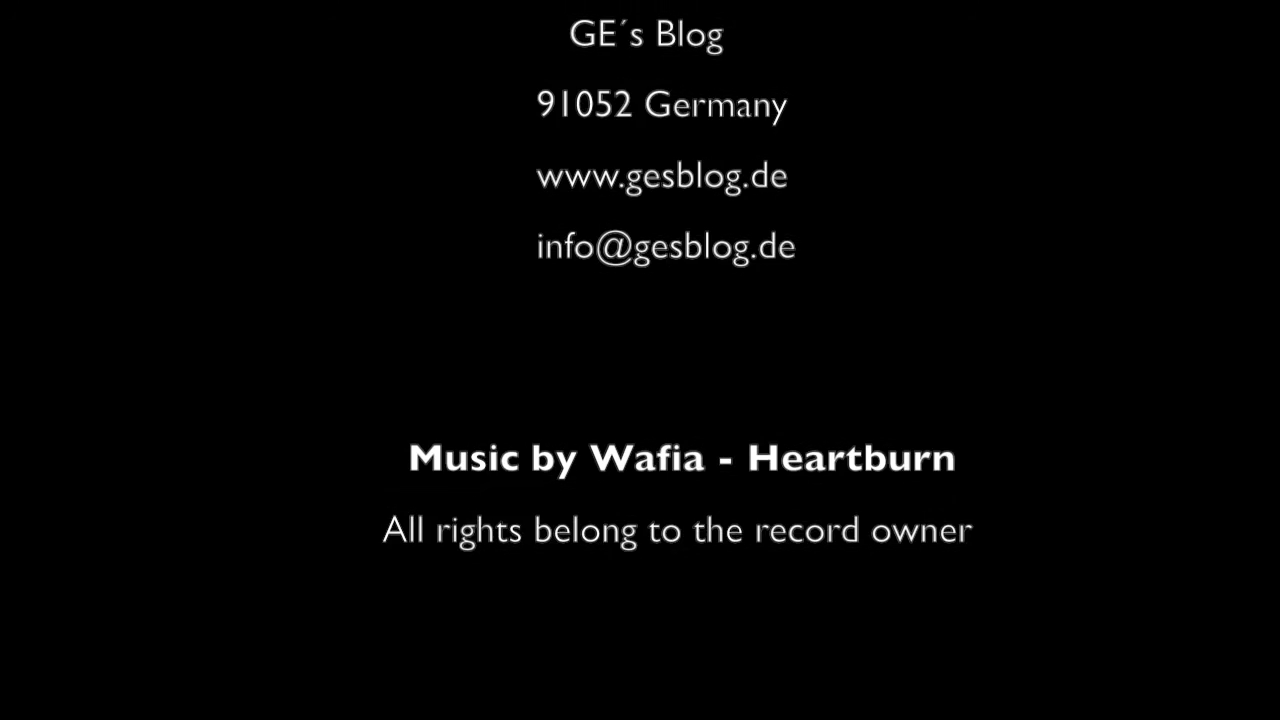 GE´s Blog
91052 Germany
www.gesblog.de
info@gesblog.de
Music by Wafia - Heartburn
All rights belong to the record owner